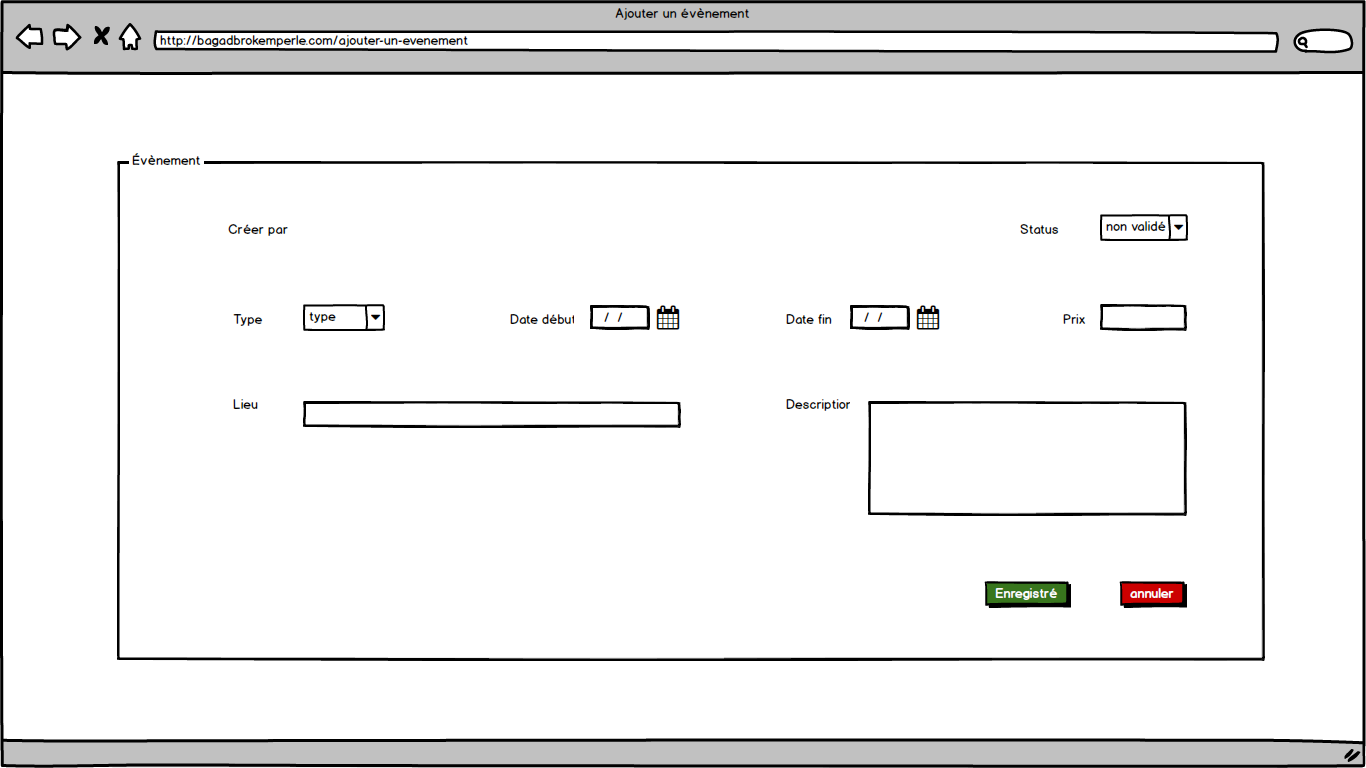 Ajouter un évènement
http://bagadbrokemperle.com/ajouter-un-evenement
Évènement
Créer par
Status
non validé
Type
type
Date début
/ /
Date fin
/ /
Prix
Lieu
Description
Enregistré
annuler